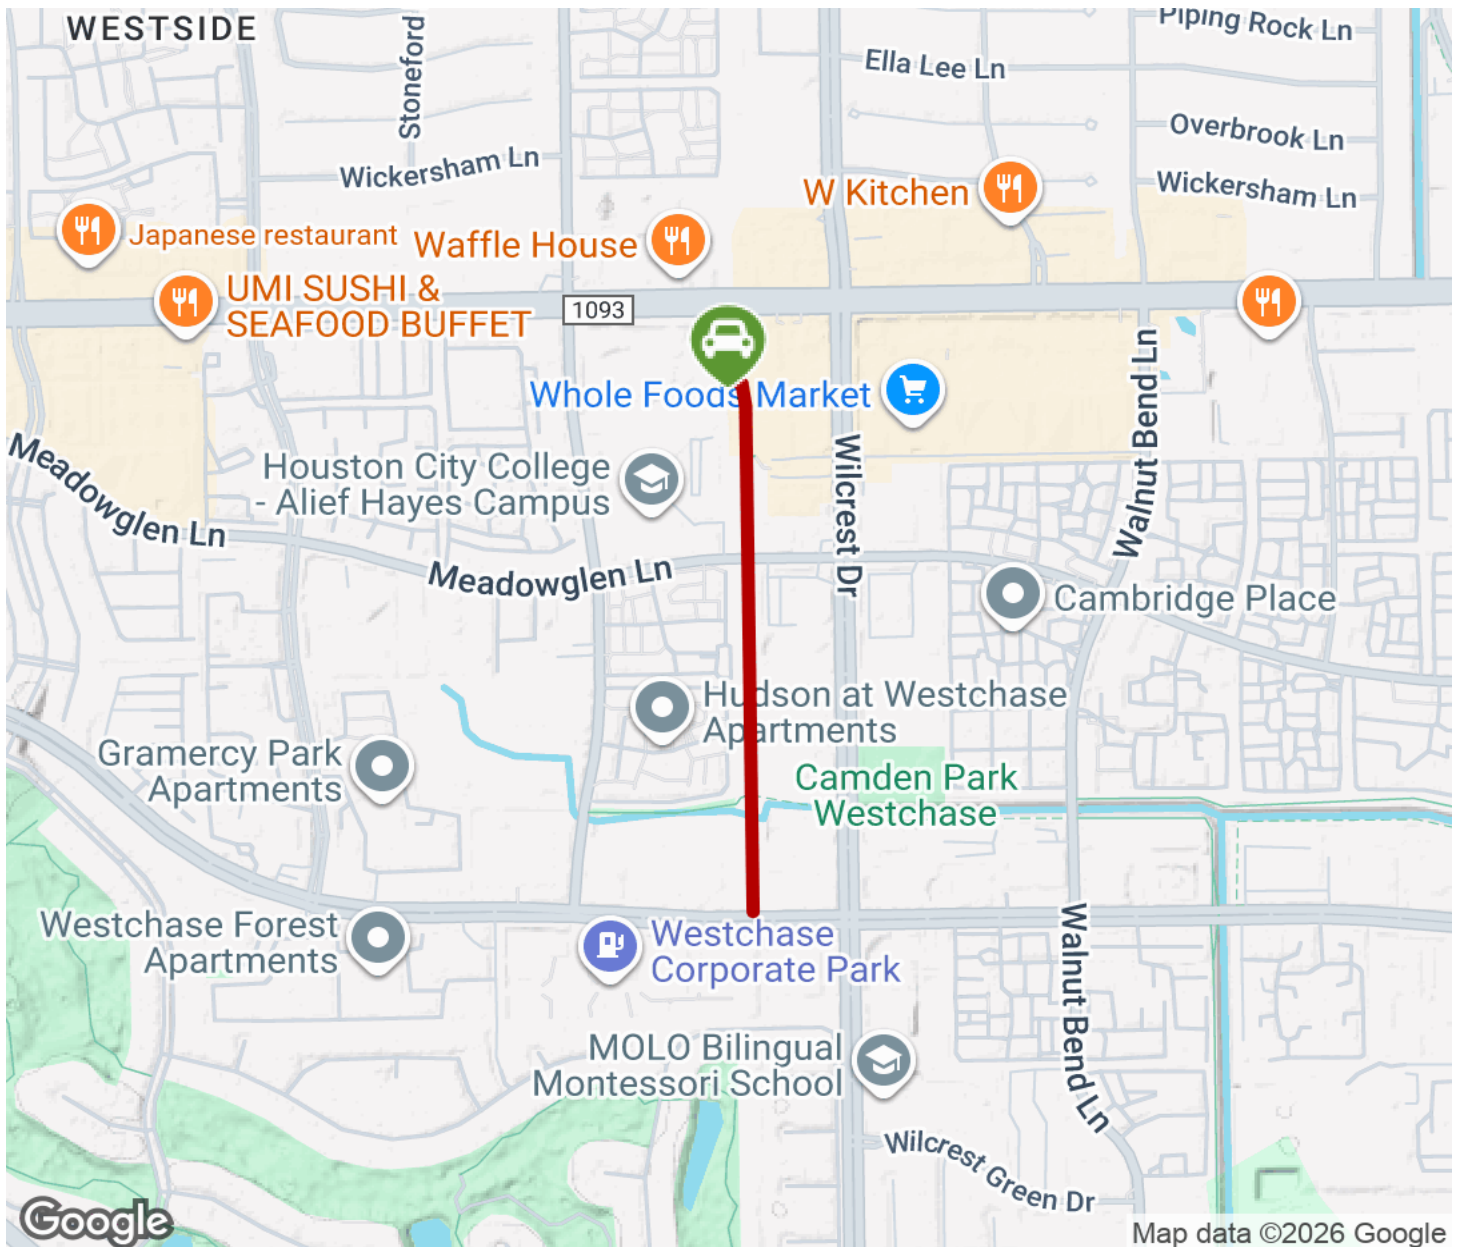 WESTSIDE
Stoneford
Piping Rock Ln
Ella Lee Ln
Overbrook Ln
Wickersham Ln
Wickersham Ln
W Kitchen
Japanese restaurant
Waffle House
UMI SUSHI &
SEAFOOD BUFFET
1093
Whole Foods Market
Walnut Bend Ln
Meadowglen Ln
Houston City College
- Alief Hayes Campus
Wilcrest Dr
Meadowglen Ln
Cambridge Place
Hudson at Westchase
Apartments
Gramercy Park
Apartments
Camden Park
Westchase
Westchase Forest
Apartments
Westchase
Corporate Park
Walnut Bend Ln
MOLO Bilingual
Montessori School
Wilcrest Green Dr
Google
Map data ©2026 Google